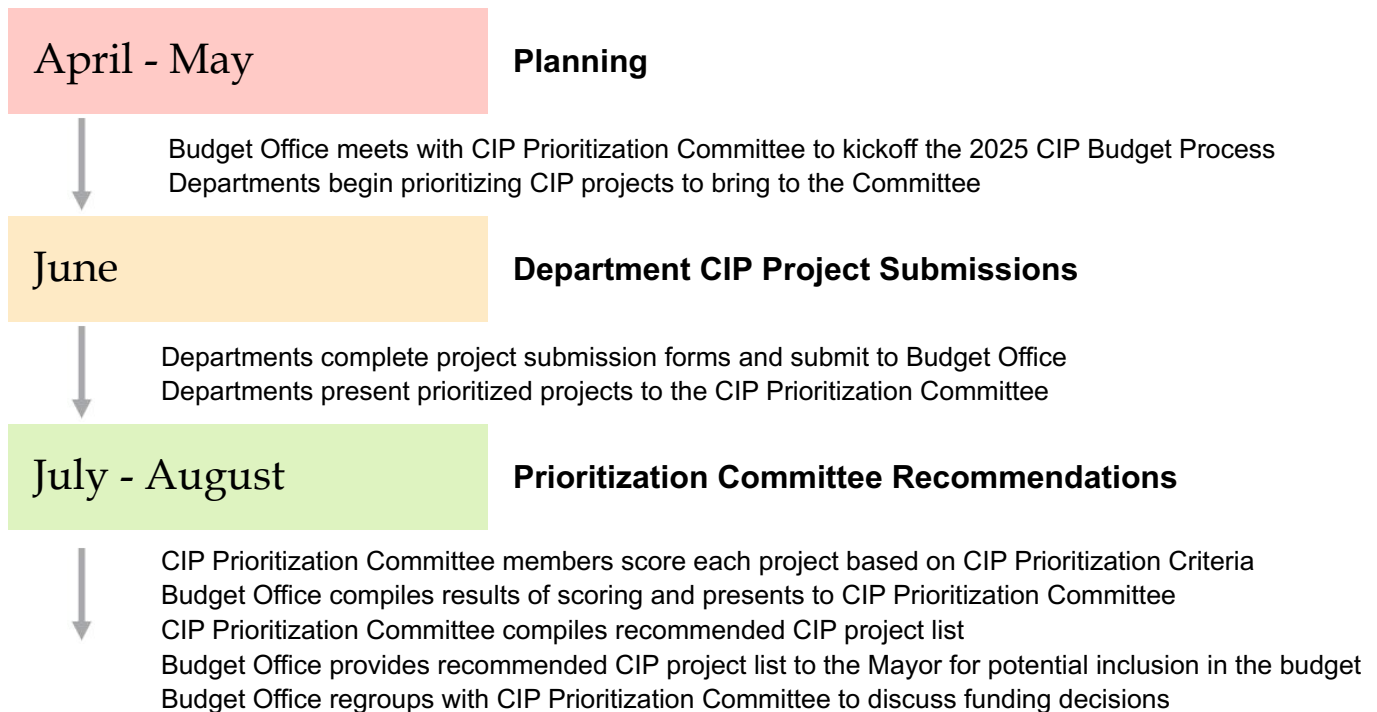 April - May
Planning
Budget Office meets with CIP Prioritization Committee to kickoff the 2025 CIP Budget Process
Departments begin prioritizing CIP projects to bring to the Committee
June
Department CIP Project Submissions
Departments complete project submission forms and submit to Budget Office
Departments present prioritized projects to the CIP Prioritization Committee
July - August
Prioritization Committee Recommendations
CIP Prioritization Committee members score each project based on CIP Prioritization Criteria
Budget Office compiles results of scoring and presents to CIP Prioritization Committee
CIP Prioritization Committee compiles recommended CIP project list
Budget Office provides recommended CIP project list to the Mayor for potential inclusion in the budget
Budget Office regroups with CIP Prioritization Committee to discuss funding decisions